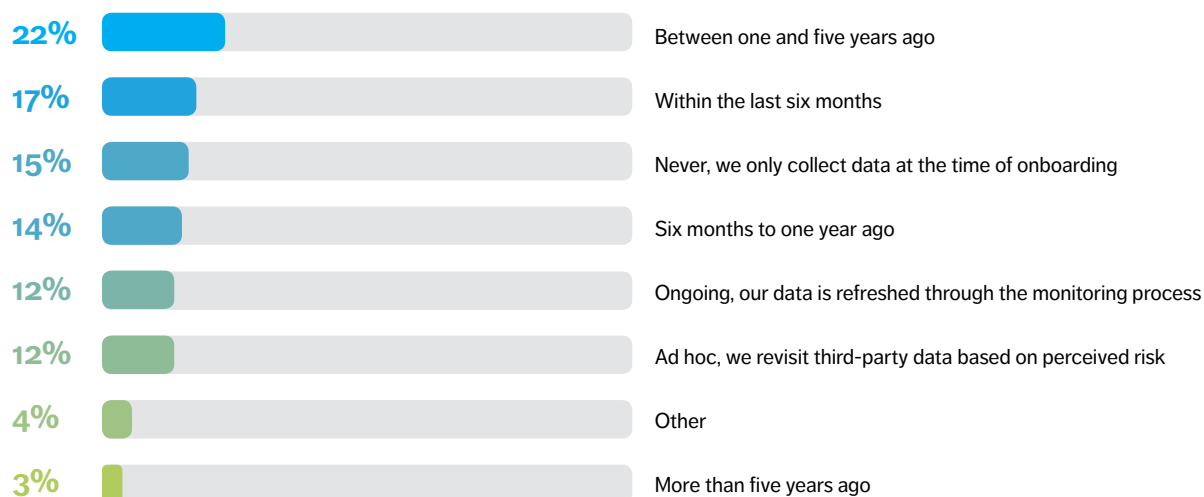 22% Between one and five years ago
17% Within the last six months
15% Never, we only collect data at the time of onboarding
14% Six months to one year ago
12% Ongoing, our data is refreshed through the monitoring process
12% Ad hoc, we revisit third-party data based on perceived risk
4% Other
3% More than five years ago